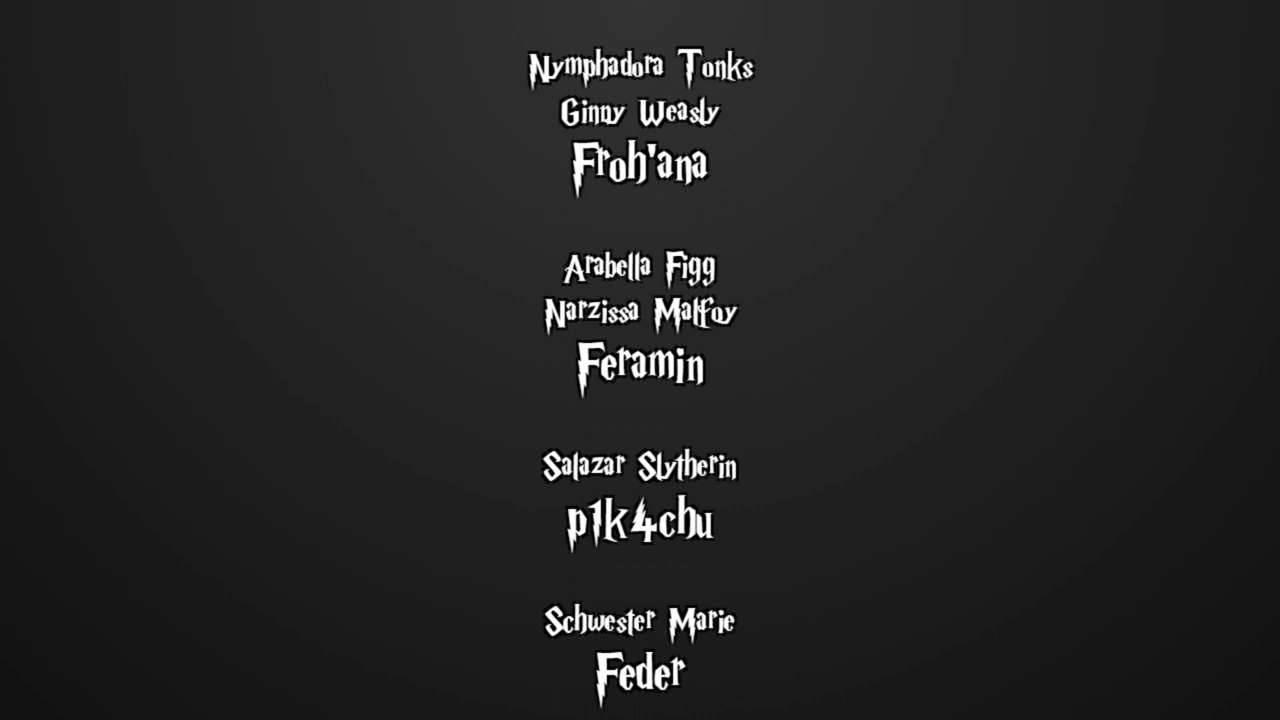 Nymphadora Tonks
Ginny Weasly
Froh'ana
Arabella Figg
Narzissa Malfoy
Feramin
Salazar Slytherin
p1k4chu
Schwester Marie
Feder